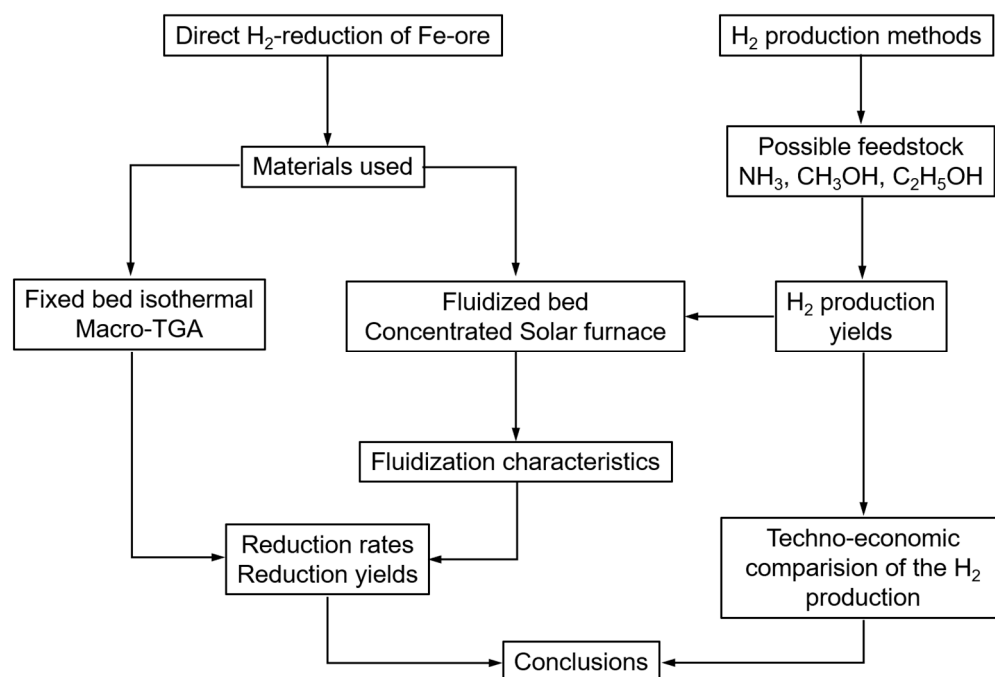 Direct H₂-reduction of Fe-ore
H₂ production methods
Materials used
Possible feedstock
NH₃, CH₃OH, C₂H₅OH
Fixed bed isothermal
Macro-TGA
Fluidized bed
Concentrated Solar furnace
H₂ production
yields
Fluidization characteristics
Reduction rates
Reduction yields
Techno-economic
comparision of the H₂
production
Conclusions